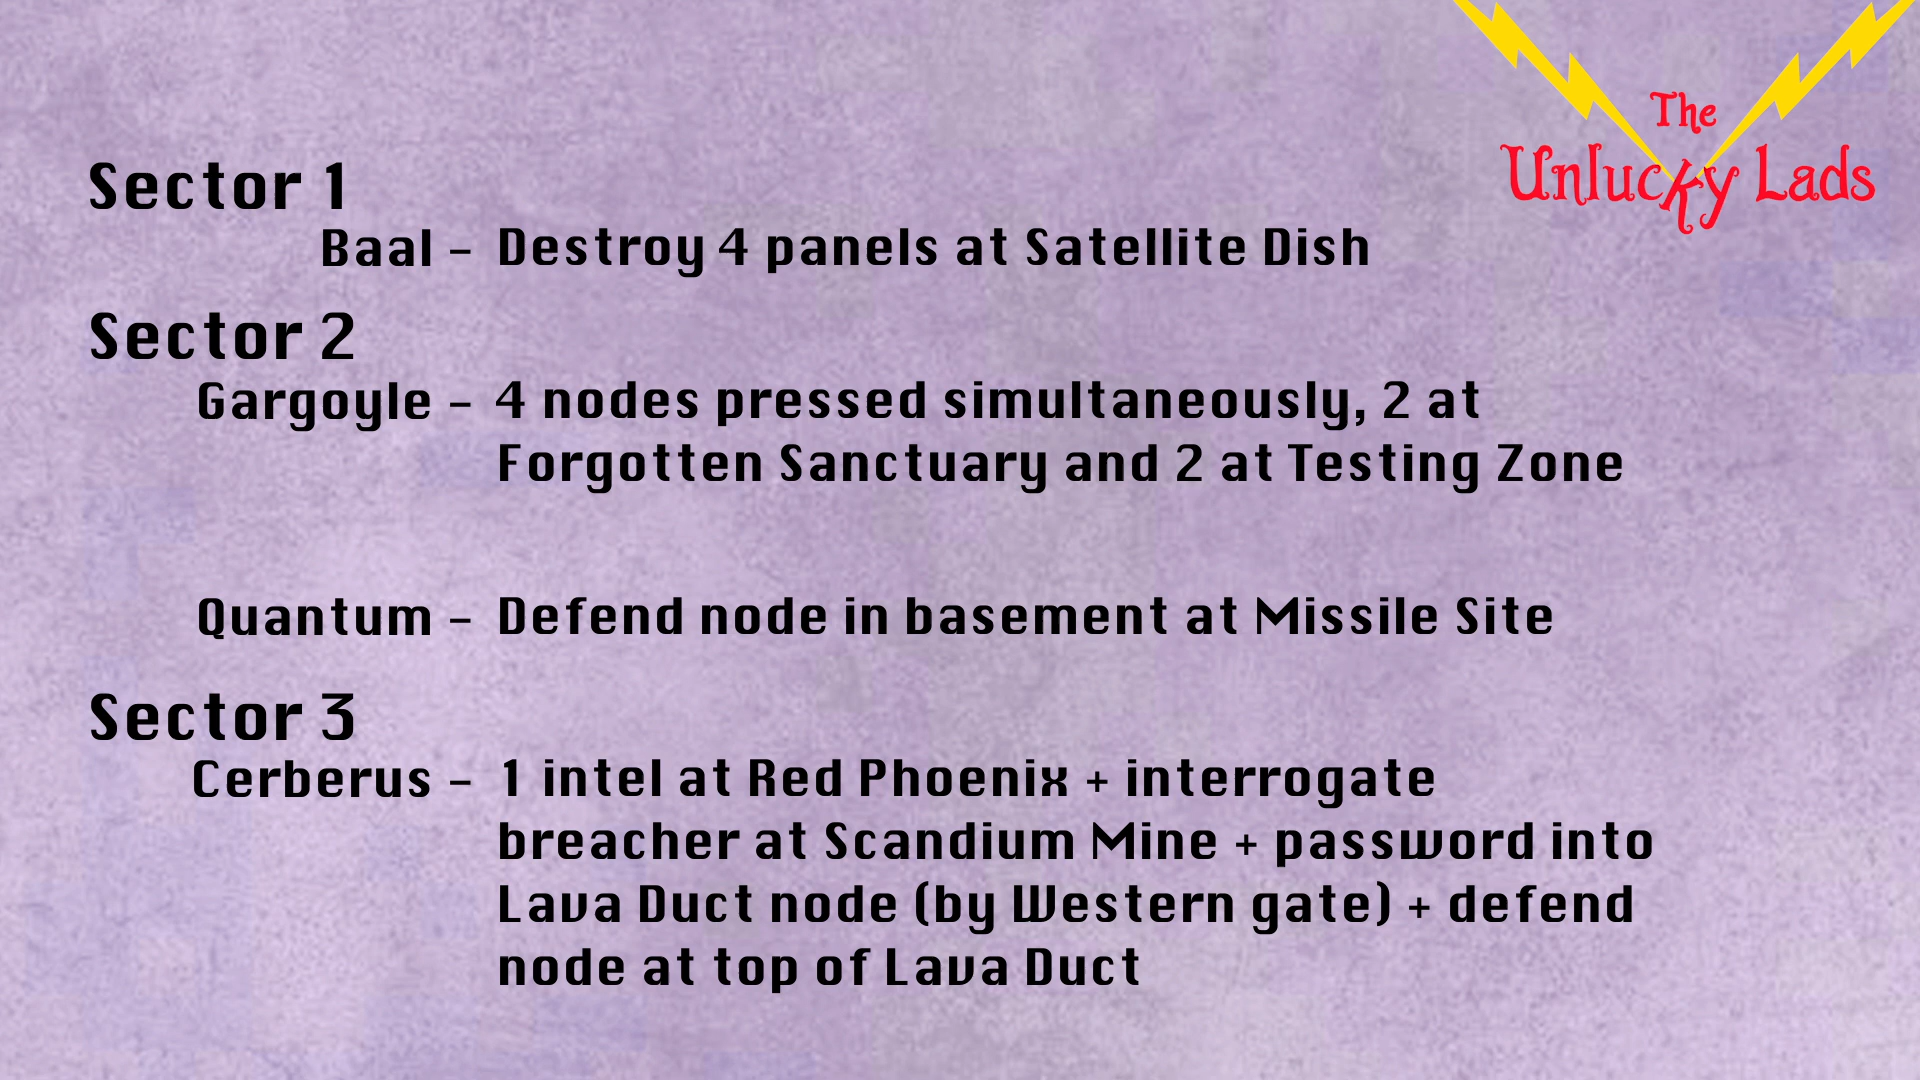 The
Unlucky Lads
Sector 1
Baal - Destroy 4 panels at Satellite Dish
Sector 2
Gargoyle - 4 nodes pressed simultaneously, 2 at
Forgotten Sanctuary and 2 at Testing Zone
Quantum - Defend node in basement at Missile Site
Sector 3
Cerberus - 1 intel at Red Phoenix + interrogate
breacher at Scandium Mine + password into
Lava Duct node (by Western gate) + defend
node at top of Lava Duct